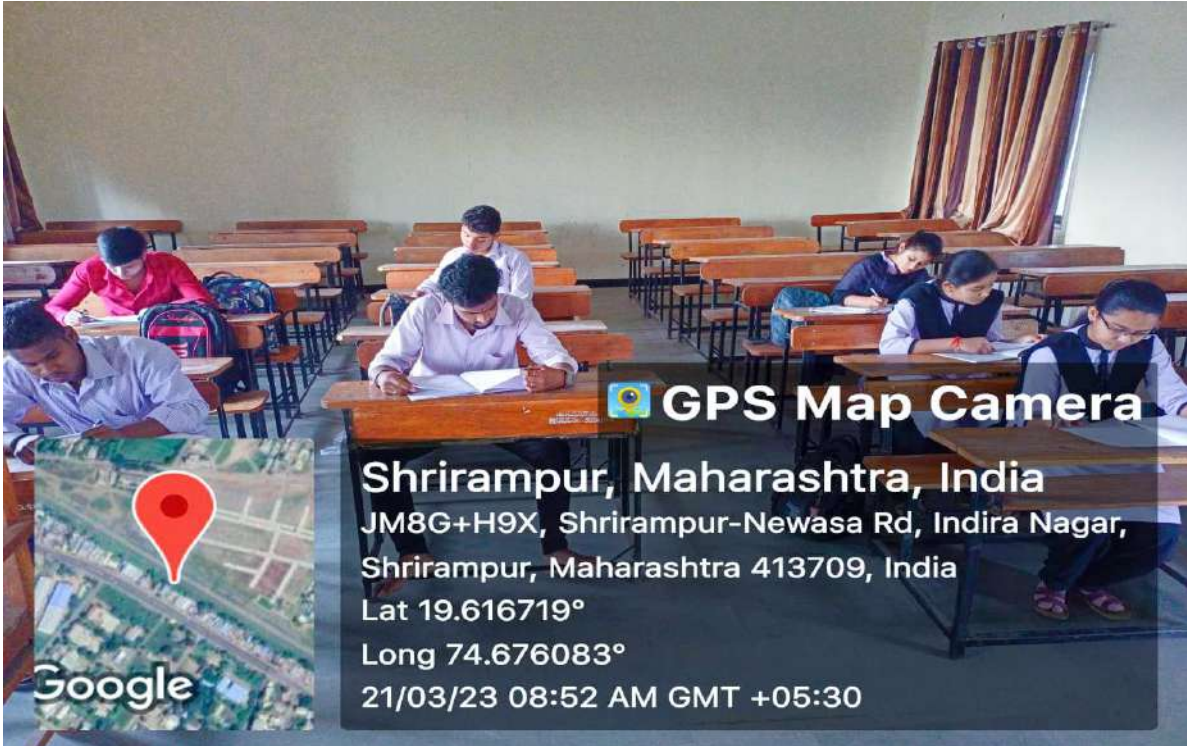 GPS Map Camera
Shrirampur, Maharashtra, India
JM8G+H9X, Shrirampur-Newasa Rd, Indira Nagar,
Shrirampur, Maharashtra 413709, India
Lat 19.616719°
Long 74.676083°
21/03/23 08:52 AM GMT +05:30
Google